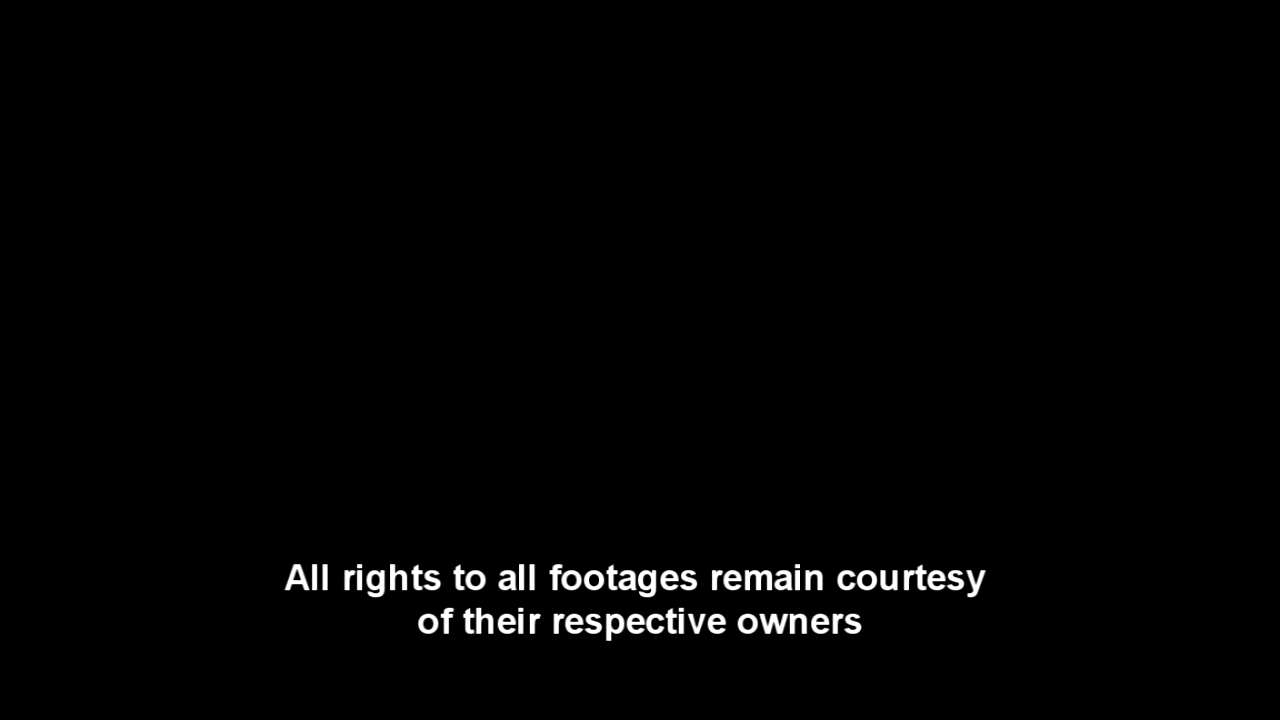 All rights to all footages remain courtesy
of their respective owners